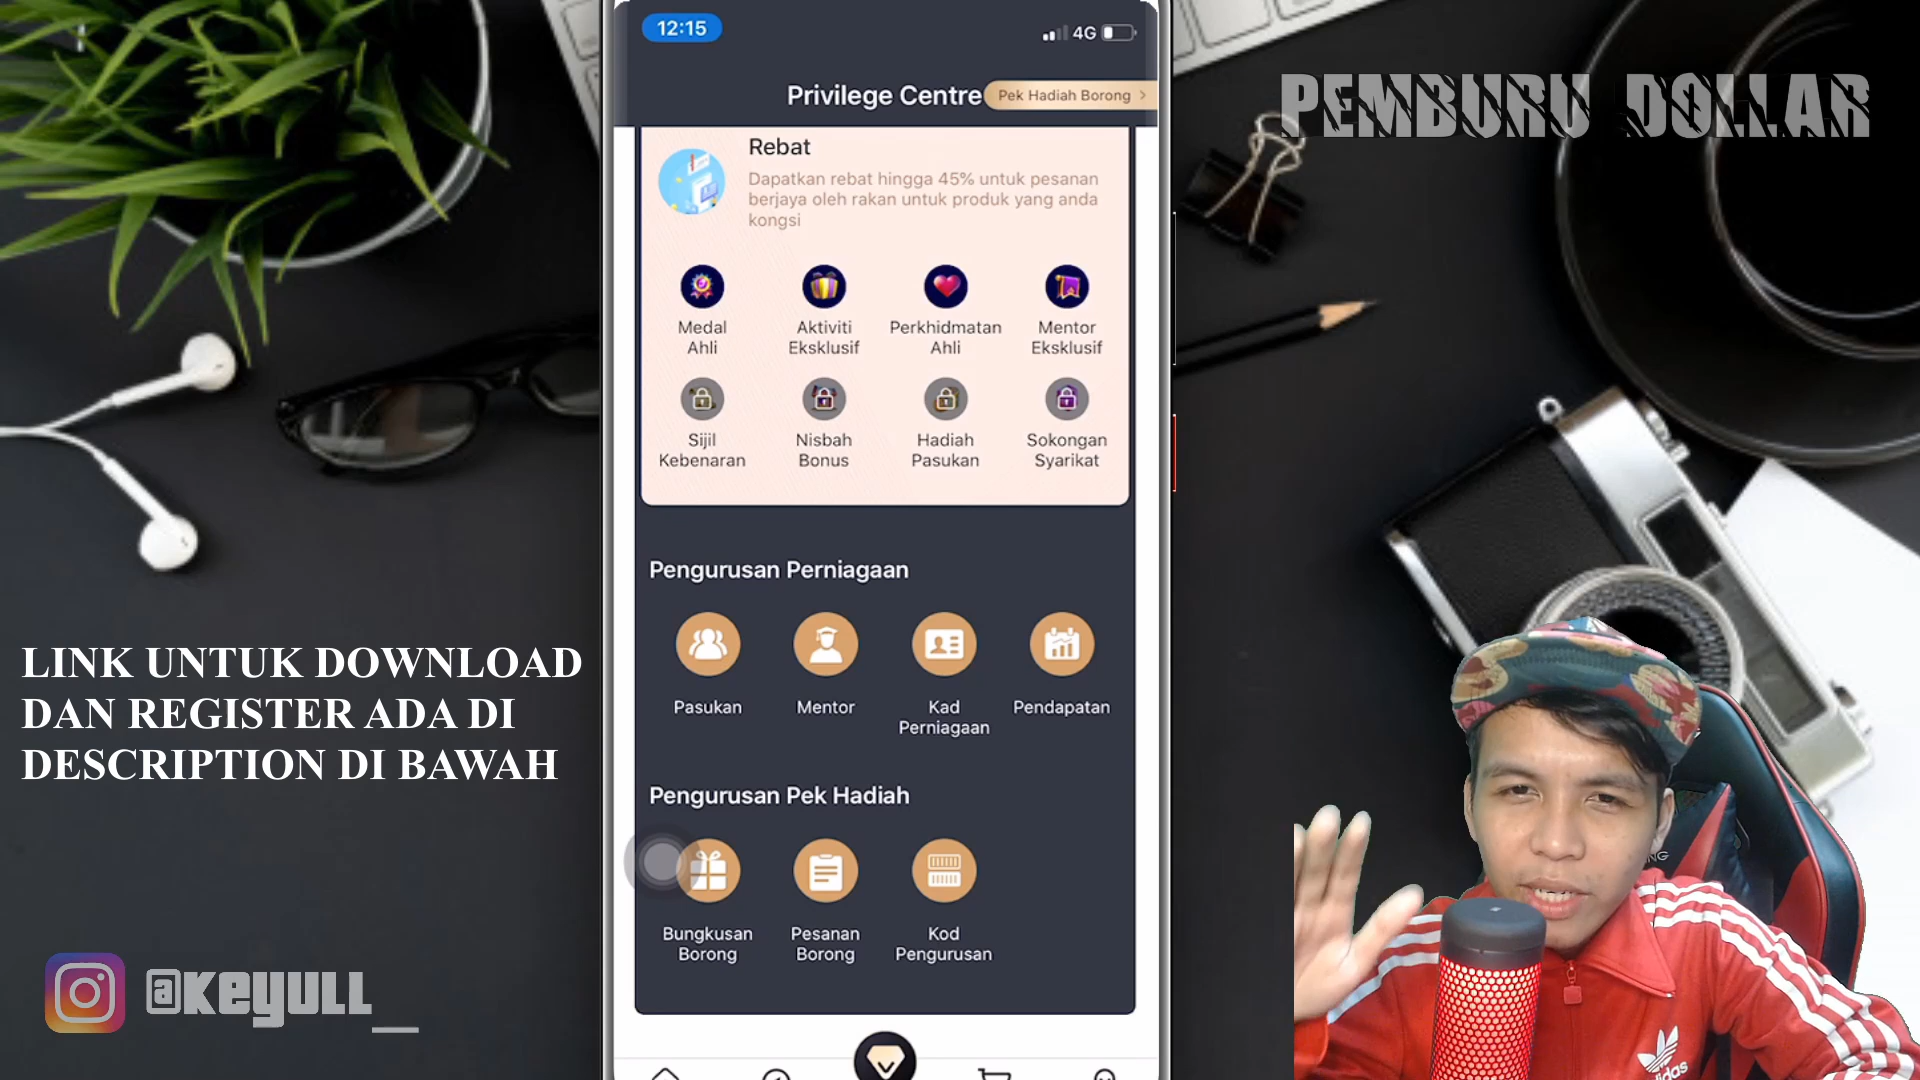 12:15
4G
Privilege Centre
Pek Hadiah Borong >
PEMBURU DOLLAR
Rebat
Dapatkan rebat hingga 45% untuk pesanan
berjaya oleh rakan untuk produk yang anda
kongsi
Medal
Ahli
Aktiviti
Eksklusif
Perkhidmatan
Ahli
Mentor
Eksklusif
Sijil
Kebenaran
Nisbah
Bonus
Hadiah
Pasukan
Sokongan
Syarikat
Pengurusan Perniagaan
Pasukan
Mentor
Kad
Perniagaan
Pendapatan
Pengurusan Pek Hadiah
Bungkusan
Borong
Pesanan
Borong
Kod
Pengurusan
LINK UNTUK DOWNLOAD
DAN REGISTER ADA DI
DESCRIPTION DI BAWAH
@keyull__
adidas